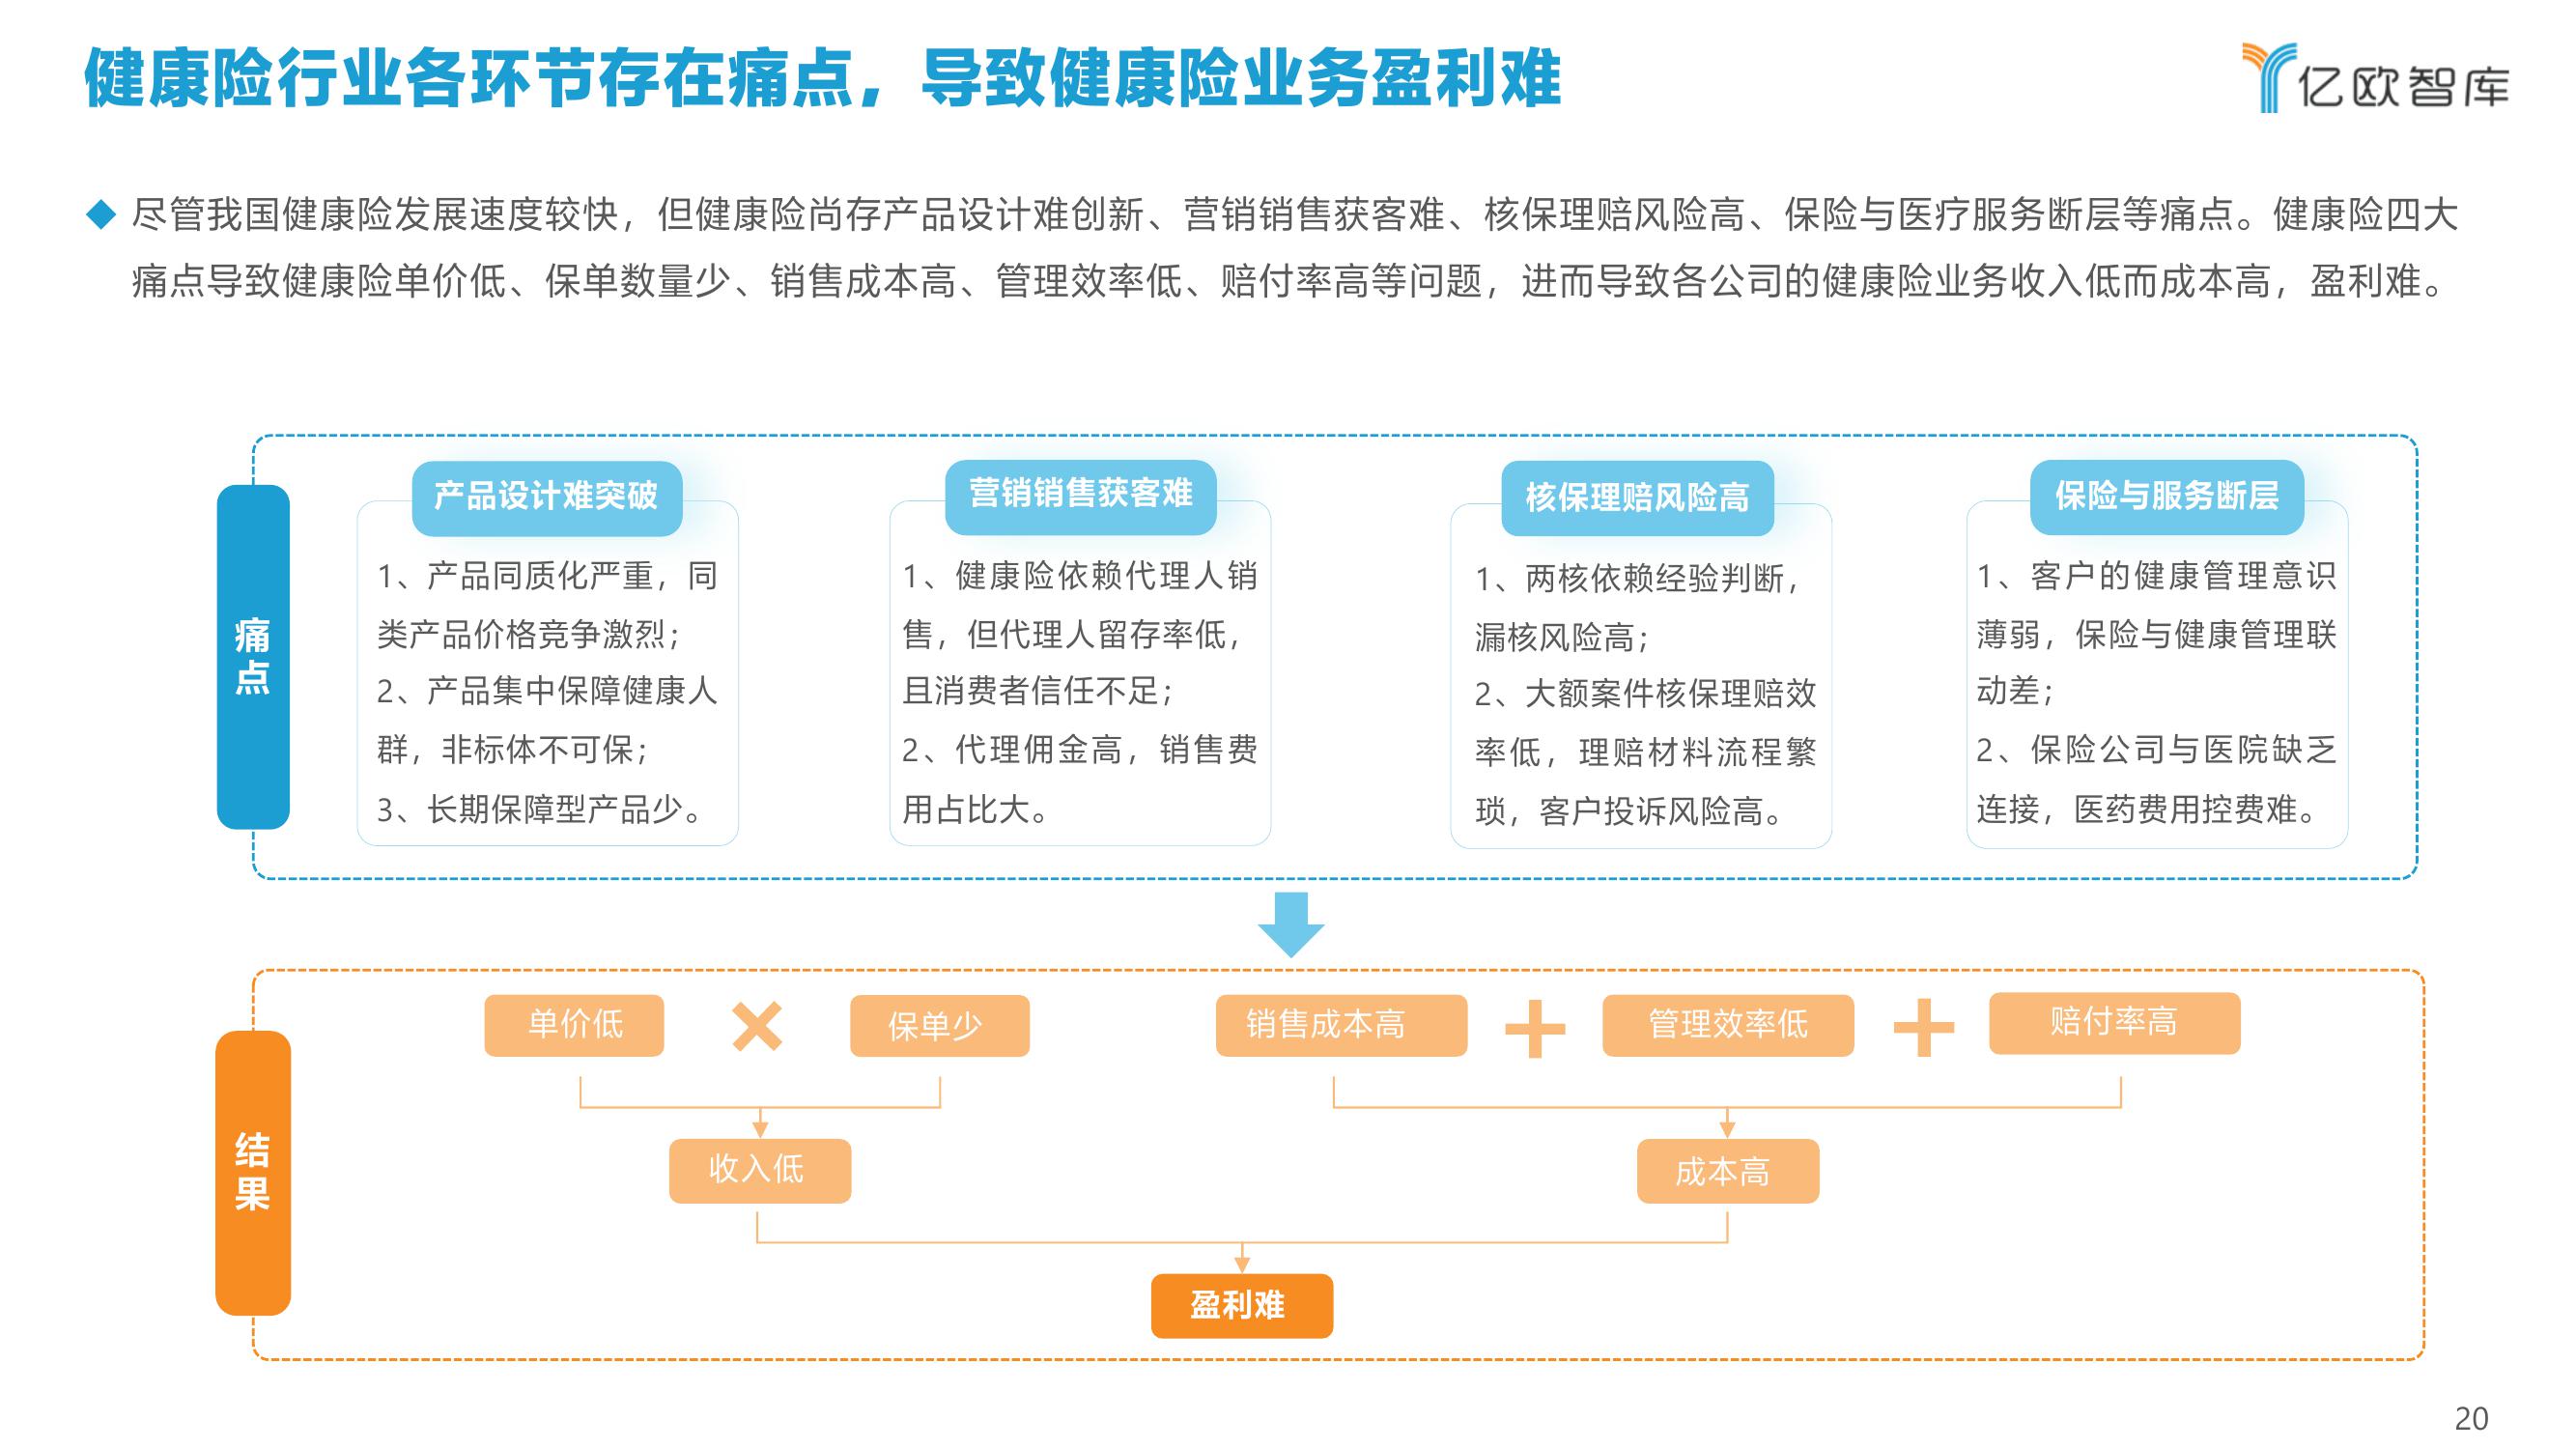 健康险行业各环节存在痛点，导致健康险业务盈利难
亿欧智库
尽管我国健康险发展速度较快，但健康险尚存产品设计难创新、营销销售获客难、核保理赔风险高、保险与医疗服务断层等痛点。健康险四大
痛点导致健康险单价低、保单数量少、销售成本高、管理效率低、赔付率高等问题，进而导致各公司的健康险业务收入低而成本高，盈利难。
痛点
产品设计难突破
1、产品同质化严重，同
类产品价格竞争激烈；
2、产品集中保障健康人
群，非标体不可保；
3、长期保障型产品少。
营销销售获客难
1、健康险依赖代理人销
售，但代理人留存率低，
且消费者信任不足；
2、代理佣金高，销售费
用占比大。
核保理赔风险高
1、两核依赖经验判断，
漏核风险高；
2、大额案件核保理赔效
率低，理赔材料流程繁
琐，客户投诉风险高。
保险与服务断层
1、客户的健康管理意识
薄弱，保险与健康管理联
动差；
2、保险公司与医院缺乏
连接，医药费用控费难。
结果
单价低
保单少
销售成本高
管理效率低
赔付率高
收入低
成本高
盈利难
20